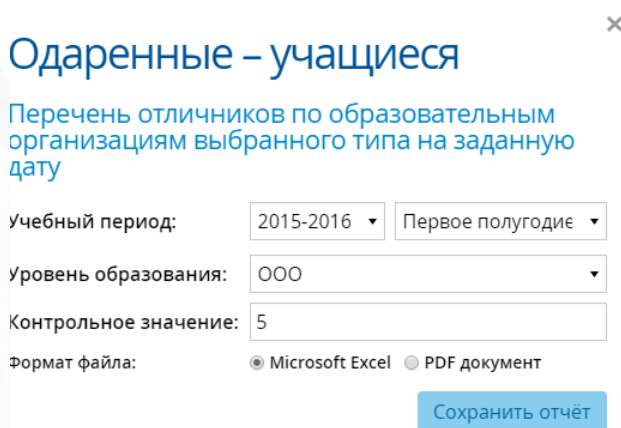 Одаренные – учащиеся
Перечень отличников по образовательным
организациям выбранного типа на заданную
дату
Учебный период: 2015-2016 Первое полугодие
Уровень образования: ООО
Контрольное значение: 5
Формат файла: Microsoft Excel PDF документ
Сохранить отчёт